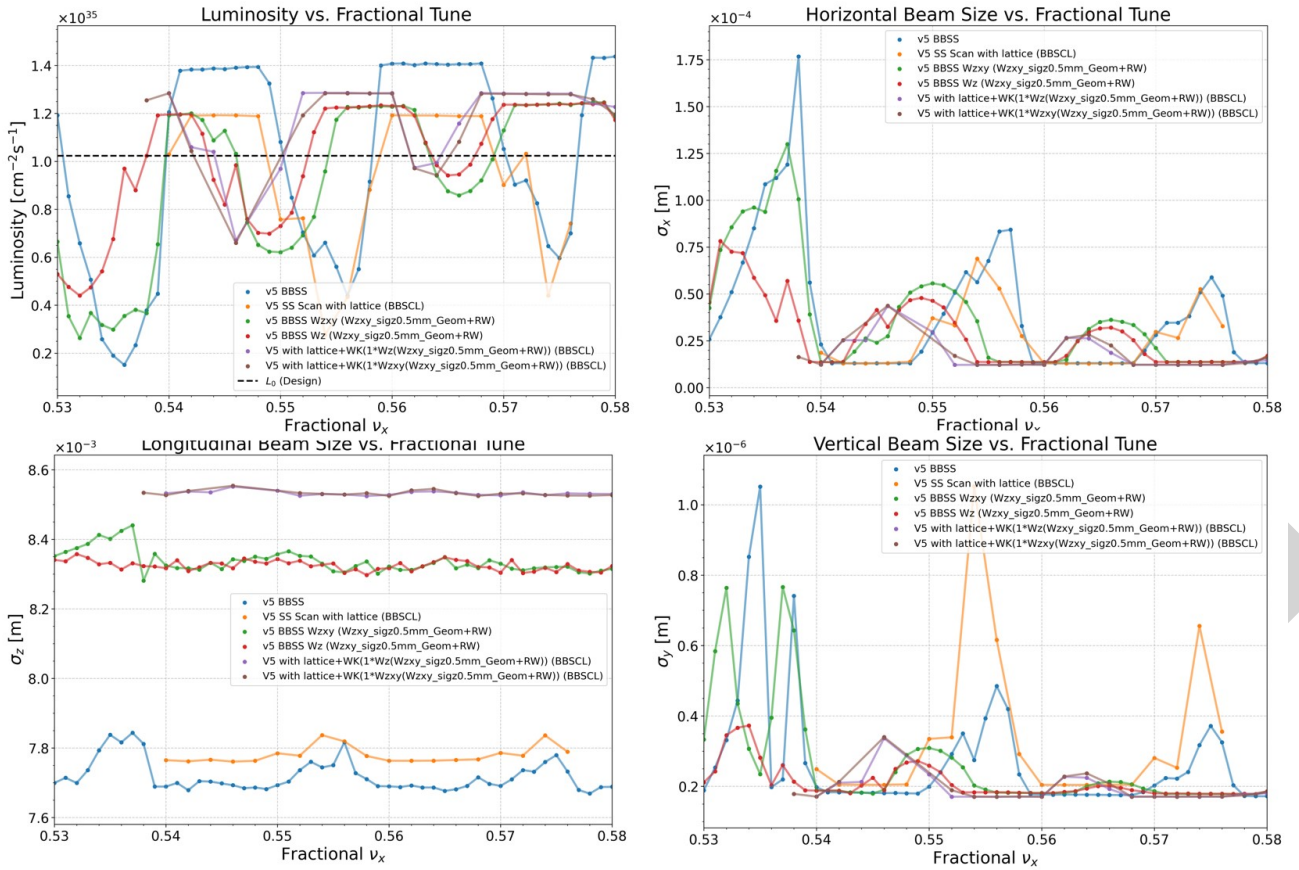 Luminosity vs. Fractional Tune
×10³⁵
Luminosity [cm⁻²s⁻¹]
1.4
1.2
1.0
0.8
0.6
0.4
0.2
v5 BBSS
V5 SS Scan with lattice (BBSCL)
v5 BBSS Wzxy (Wzxy_sigz0.5mm_Geom+RW)
v5 BBSS Wz (Wzxy_sigz0.5mm_Geom+RW)
V5 with lattice+WK(1*Wz(Wzxy_sigz0.5mm_Geom+RW)) (BBSCL)
V5 with lattice+WK(1*Wzxy(Wzxy_sigz0.5mm_Geom+RW)) (BBSCL)
L₀ (Design)
0.53 0.54 0.55 0.56 0.57 0.58
Fractional νₓ
Horizontal Beam Size vs. Fractional Tune
×10⁻⁴
σₓ [m]
1.75
1.50
1.25
1.00
0.75
0.50
0.25
0.00
v5 BBSS
V5 SS Scan with lattice (BBSCL)
v5 BBSS Wzxy (Wzxy_sigz0.5mm_Geom+RW)
v5 BBSS Wz (Wzxy_sigz0.5mm_Geom+RW)
V5 with lattice+WK(1*Wz(Wzxy_sigz0.5mm_Geom+RW)) (BBSCL)
V5 with lattice+WK(1*Wzxy(Wzxy_sigz0.5mm_Geom+RW)) (BBSCL)
0.53 0.54 0.55 0.56 0.57 0.58
Fractional νₓ
Longitudinal Beam Size vs. Fractional Tune
×10⁻³
σ_z [m]
8.6
8.4
8.2
8.0
7.8
7.6
v5 BBSS
V5 SS Scan with lattice (BBSCL)
v5 BBSS Wzxy (Wzxy_sigz0.5mm_Geom+RW)
v5 BBSS Wz (Wzxy_sigz0.5mm_Geom+RW)
V5 with lattice+WK(1*Wz(Wzxy_sigz0.5mm_Geom+RW)) (BBSCL)
V5 with lattice+WK(1*Wzxy(Wzxy_sigz0.5mm_Geom+RW)) (BBSCL)
0.53 0.54 0.55 0.56 0.57 0.58
Fractional νₓ
Vertical Beam Size vs. Fractional Tune
×10⁻⁶
σ_y [m]
1.0
0.8
0.6
0.4
0.2
v5 BBSS
V5 SS Scan with lattice (BBSCL)
v5 BBSS Wzxy (Wzxy_sigz0.5mm_Geom+RW)
v5 BBSS Wz (Wzxy_sigz0.5mm_Geom+RW)
V5 with lattice+WK(1*Wz(Wzxy_sigz0.5mm_Geom+RW)) (BBSCL)
V5 with lattice+WK(1*Wzxy(Wzxy_sigz0.5mm_Geom+RW)) (BBSCL)
0.53 0.54 0.55 0.56 0.57 0.58
Fractional νₓ